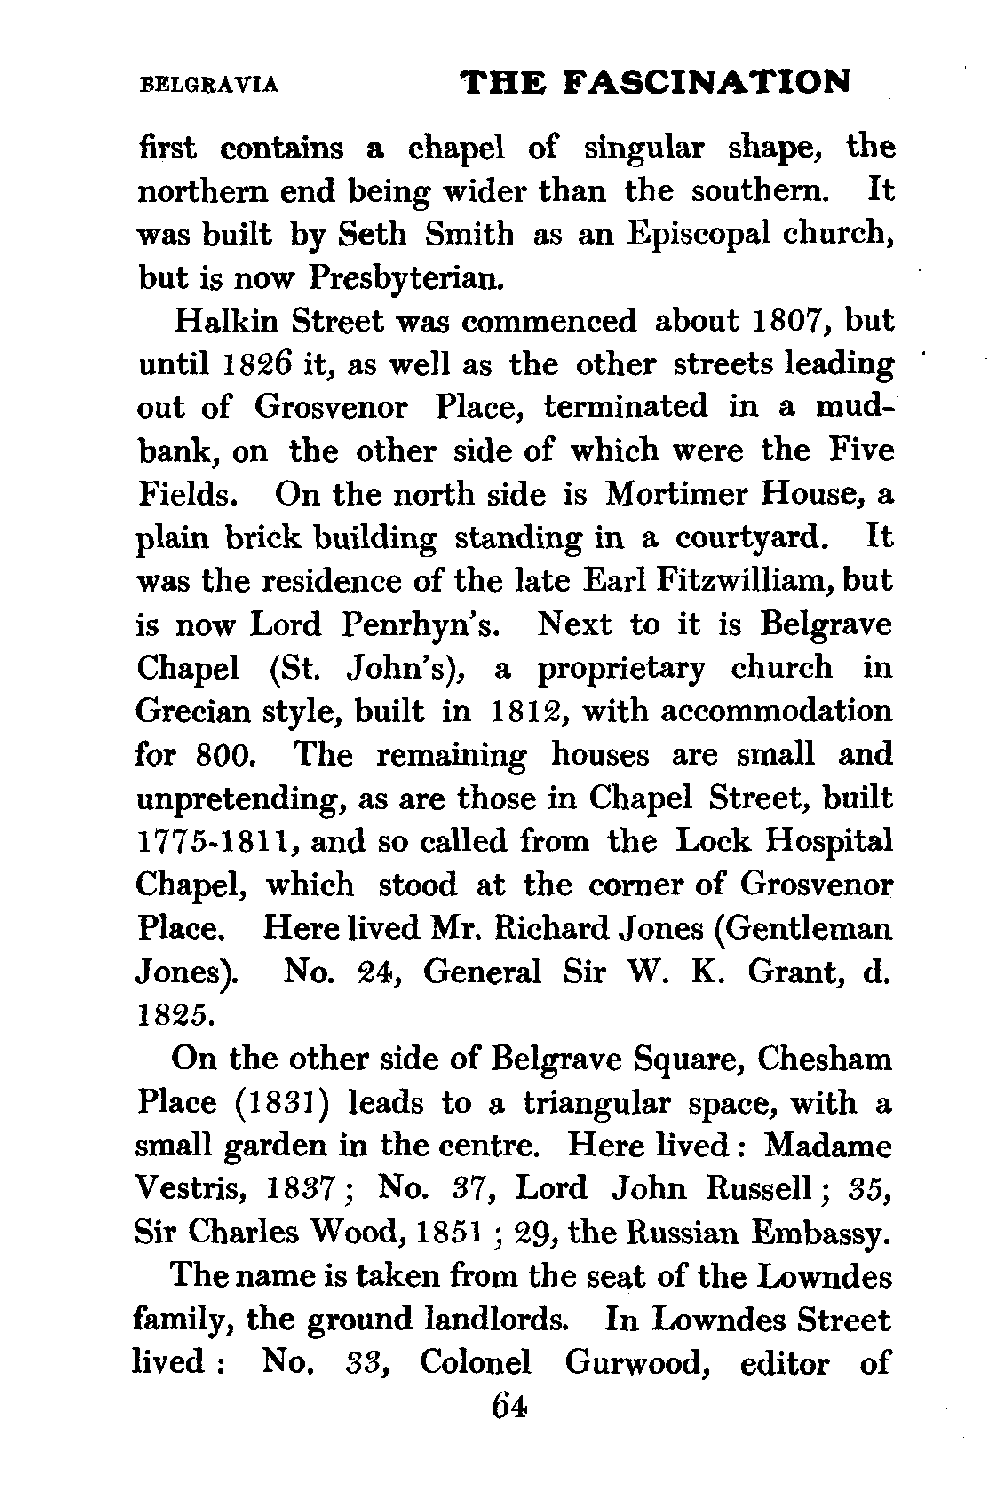 BELGRAVIA THE FASCINATION
first contains a chapel of singular shape, the
northern end being wider than the southern. It
was built by Seth Smith as an Episcopal church,
but is now Presbyterian.
Halkin Street was commenced about 1807, but
until 1826 it, as well as the other streets leading
out of Grosvenor Place, terminated in a mud-
bank, on the other side of which were the Five
Fields. On the north side is Mortimer House, a
plain brick building standing in a courtyard. It
was the residence of the late Earl Fitzwilliam, but
is now Lord Penrhyn's. Next to it is Belgrave
Chapel (St. John's), a proprietary church in
Grecian style, built in 1812, with accommodation
for 800. The remaining houses are small and
unpretending, as are those in Chapel Street, built
1775-1811, and so called from the Lock Hospital
Chapel, which stood at the corner of Grosvenor
Place. Here lived Mr. Richard Jones (Gentleman
Jones). No. 24, General Sir W. K. Grant, d.
1825.
On the other side of Belgrave Square, Chesham
Place (1831) leads to a triangular space, with a
small garden in the centre. Here lived: Madame
Vestris, 1837; No. 37, Lord John Russell; 35,
Sir Charles Wood, 1851; 29, the Russian Embassy.
The name is taken from the seat of the Lowndes
family, the ground landlords. In Lowndes Street
lived: No. 33, Colonel Gurwood, editor of
64